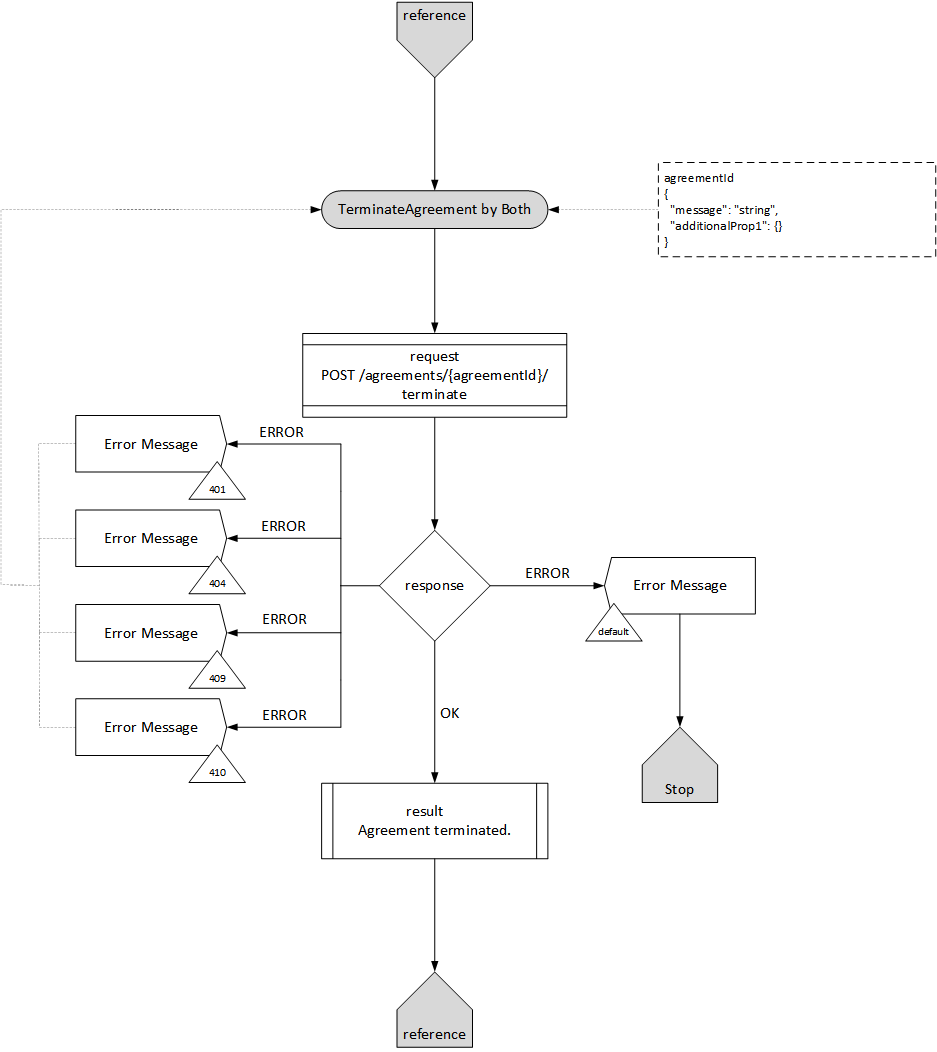 reference
TerminateAgreement by Both
agreementId
{
"message": "string",
"additionalProp1": {}
}
request
POST /agreements/{agreementId}/
terminate
ERROR
Error Message
401
ERROR
Error Message
404
ERROR
Error Message
409
ERROR
Error Message
410
response
ERROR
Error Message
default
Stop
OK
result
Agreement terminated.
reference